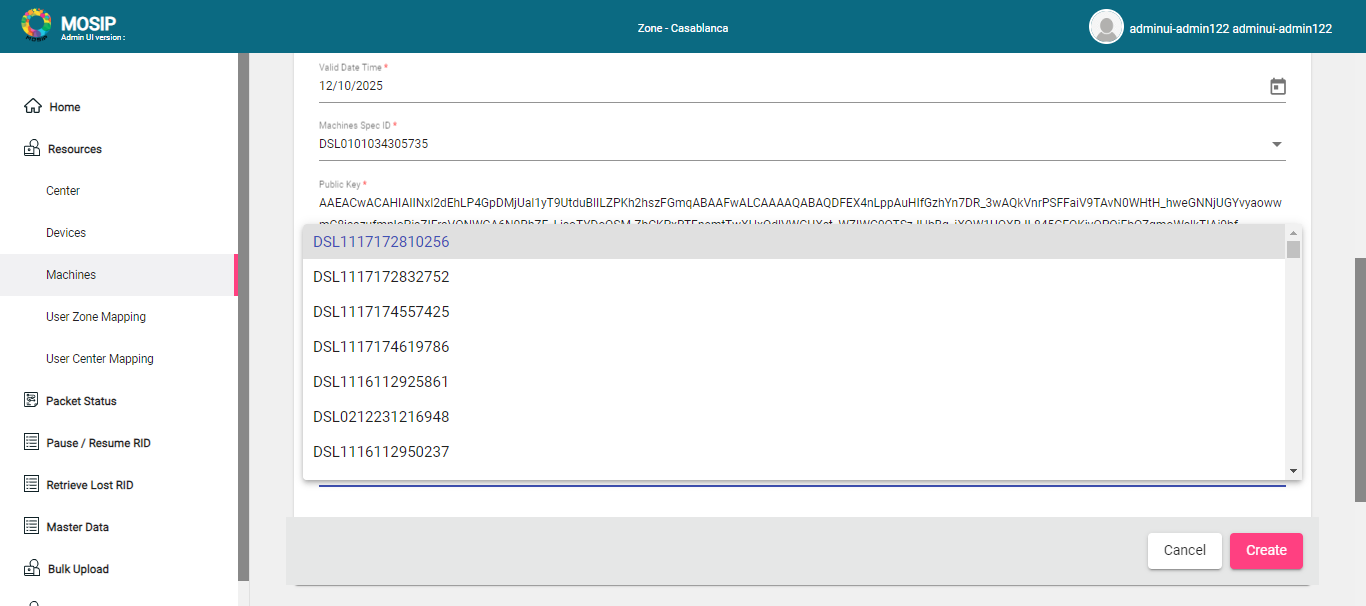 MOSIP
Admin UI version :
Zone - Casablanca
adminui-admin122 adminui-admin122
Home
Resources
Center
Devices
Machines
User Zone Mapping
User Center Mapping
Packet Status
Pause / Resume RID
Retrieve Lost RID
Master Data
Bulk Upload
Valid Date Time *
12/10/2025
Machines Spec ID *
DSL0101034305735
Public Key *
DSL1117172810256
DSL1117172832752
DSL1117174557425
DSL1117174619786
DSL1116112925861
DSL0212231216948
DSL1116112950237
Cancel
Create